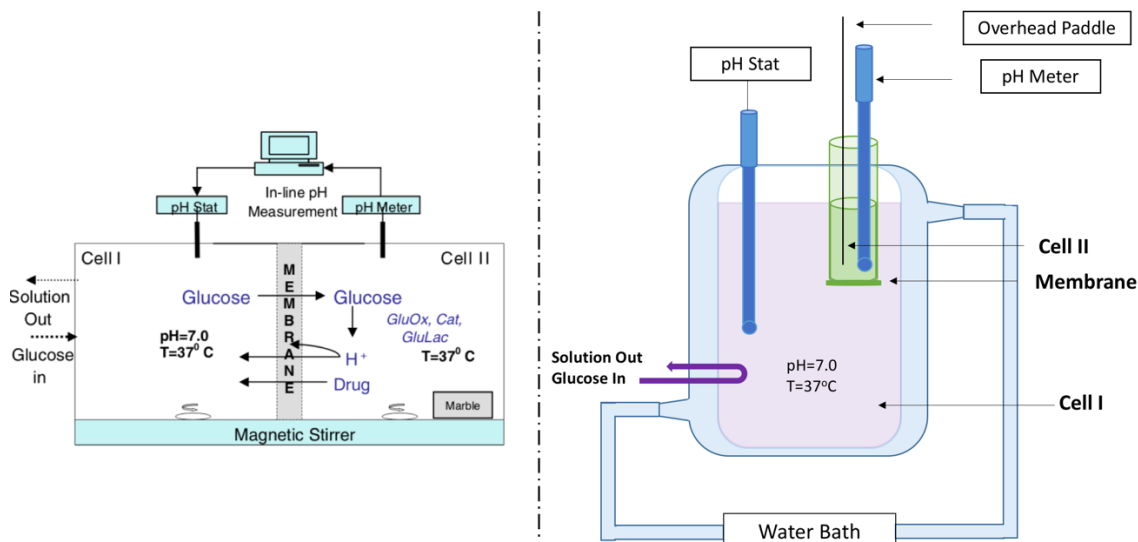 In-line pH
Measurement
pH Stat
pH Meter
Cell I
Cell II
MEMBRANE
Solution
Out
Glucose
in
Glucose
Glucose
GluOx, Cat,
GluLac
pH=7.0
T=37⁰ C
H⁺
T=37⁰ C
Drug
Marble
Magnetic Stirrer
Overhead Paddle
pH Stat
pH Meter
Cell II
Membrane
Solution Out
Glucose In
pH=7.0
T=37ᵒC
Cell I
Water Bath